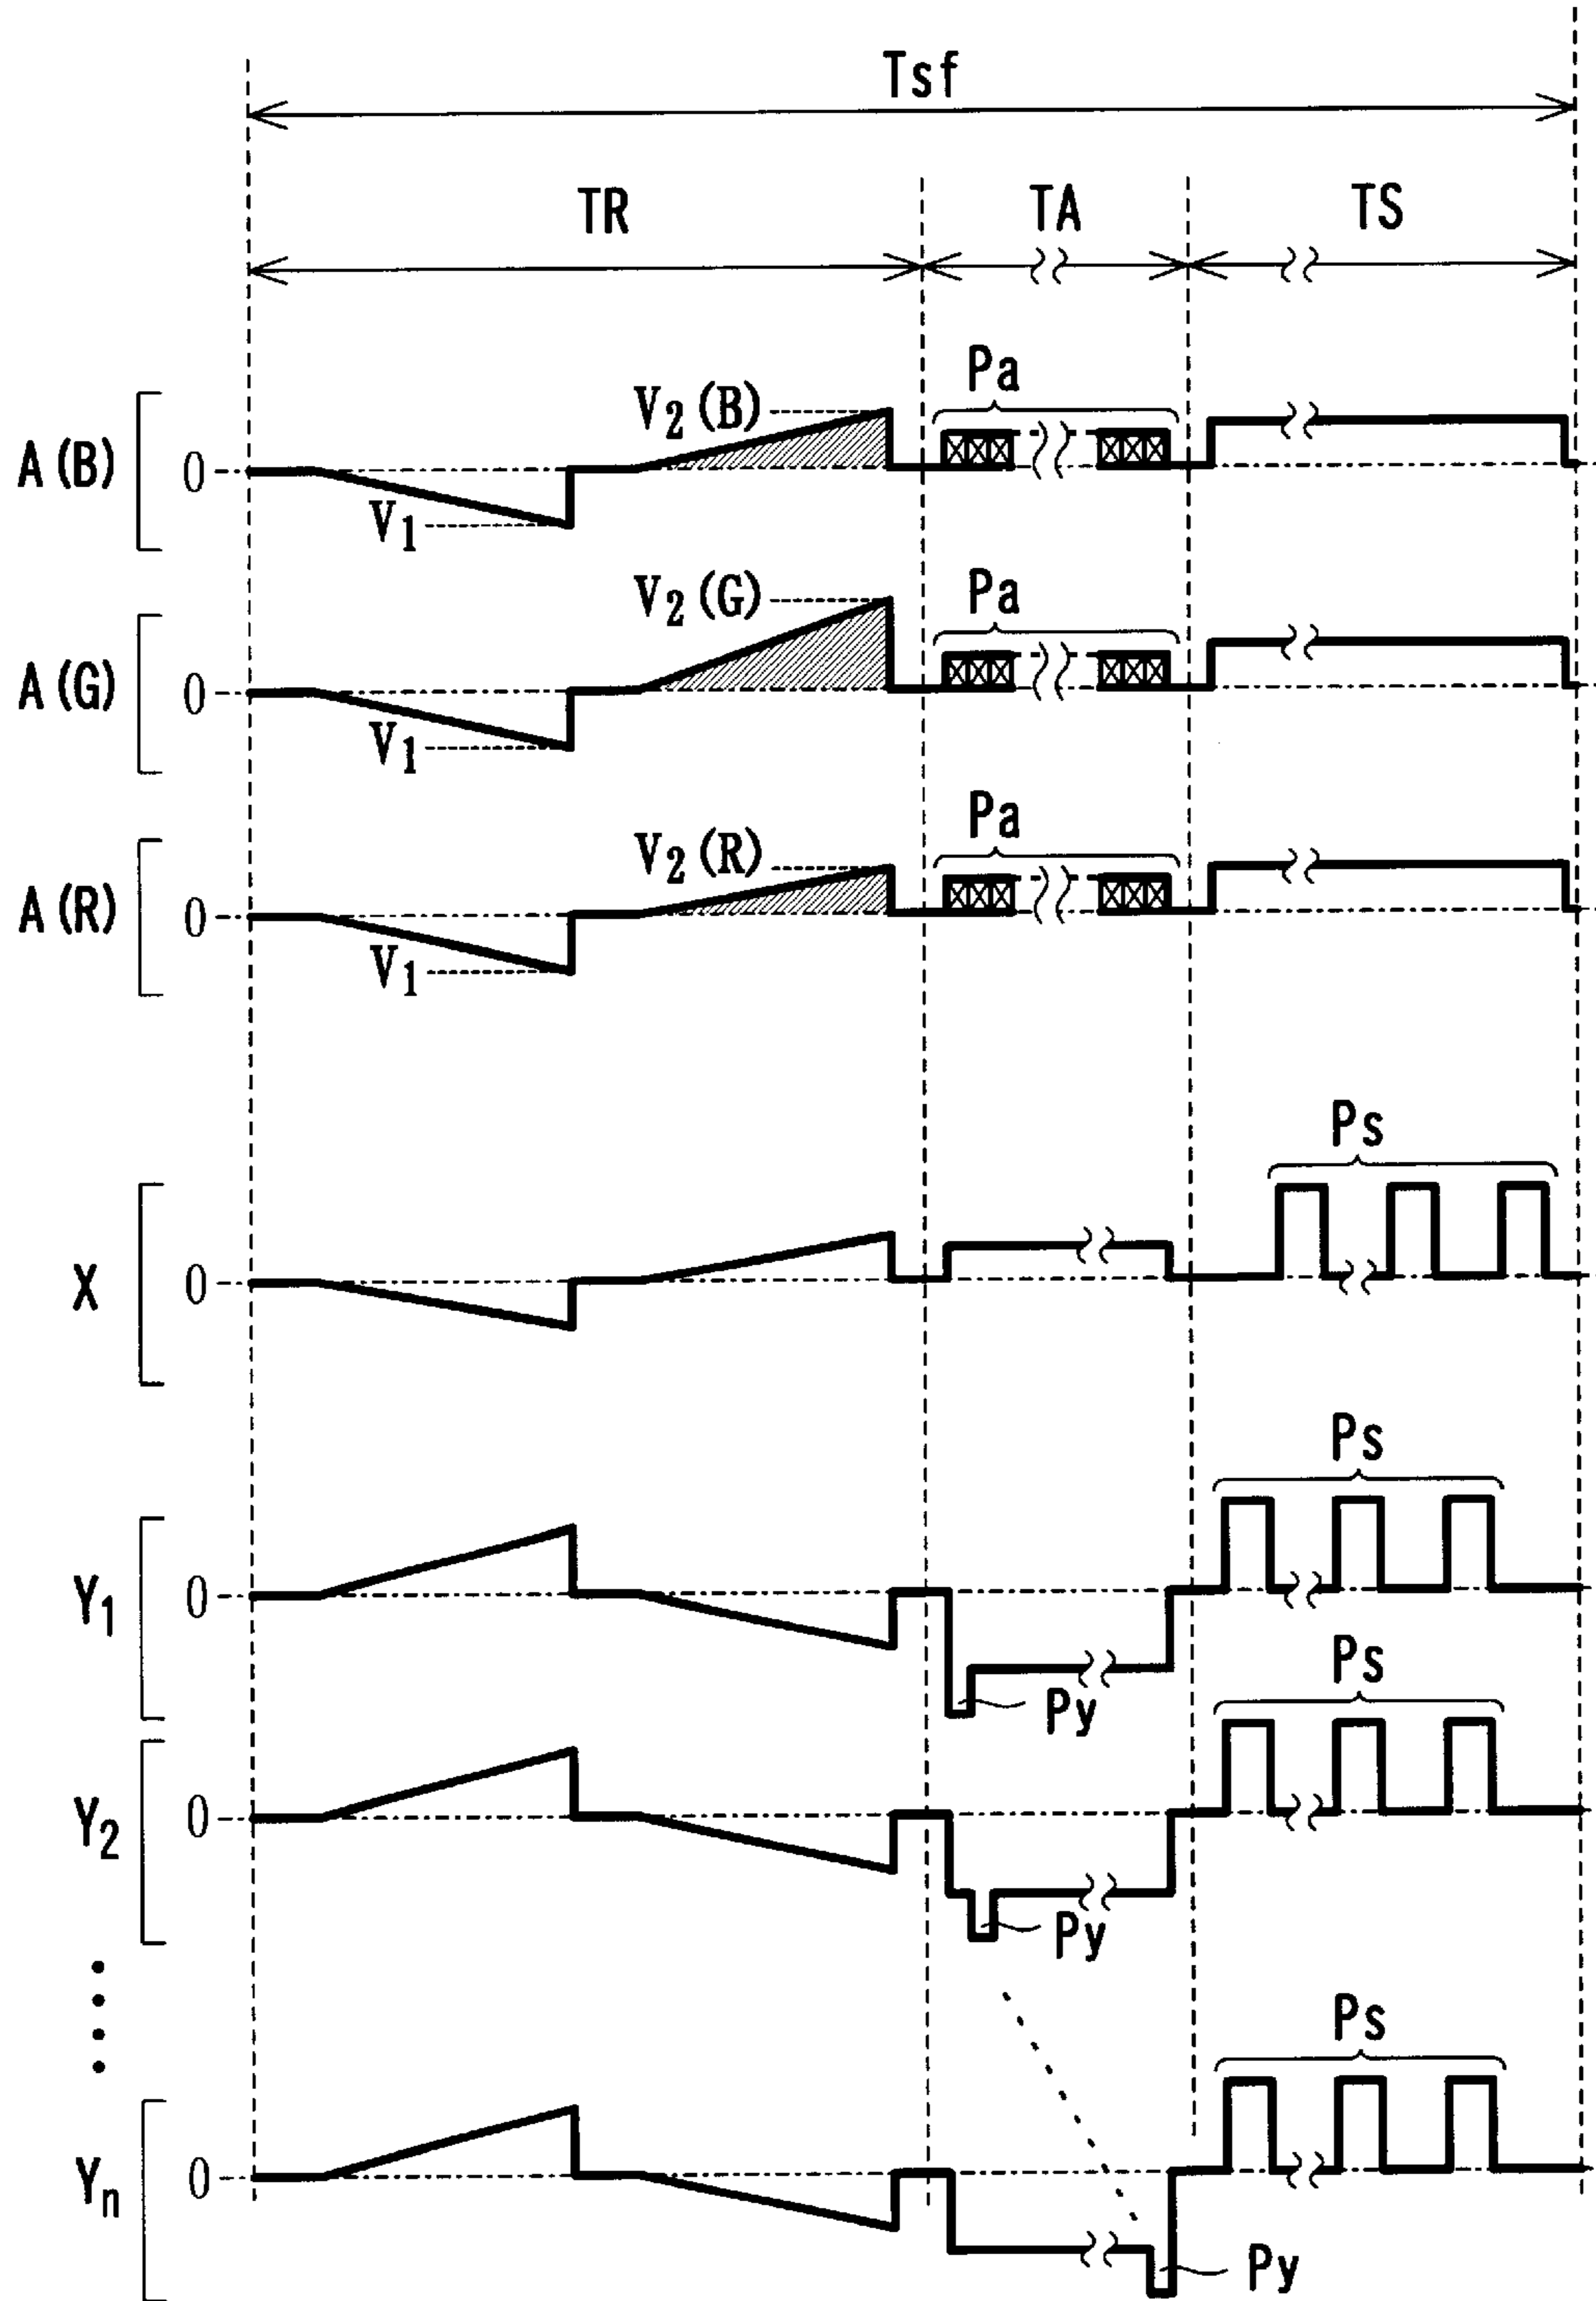 Tsf
TR TA TS
A(B) 0 V1 V2(B) Pa
A(G) 0 V1 V2(G) Pa
A(R) 0 V1 V2(R) Pa
X 0 Ps
Y1 0 Py Ps
Y2 0 Py Ps
Yn 0 Py Ps